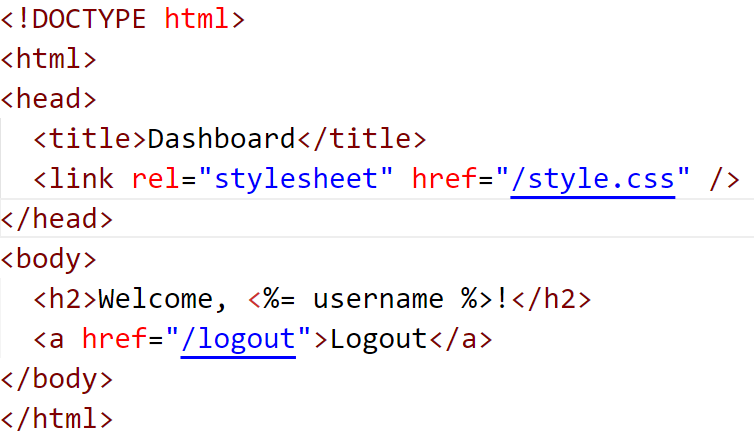 <!DOCTYPE html>
<html>
<head>
  <title>Dashboard</title>
  <link rel="stylesheet" href="/style.css" />
</head>
<body>
  <h2>Welcome, <%= username %>!</h2>
  <a href="/logout">Logout</a>
</body>
</html>